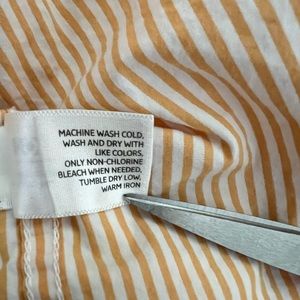 MACHINE WASH COLD,
WASH AND DRY WITH
LIKE COLORS,
ONLY NON-CHLORINE
BLEACH WHEN NEEDED,
TUMBLE DRY LOW,
WARM IRON